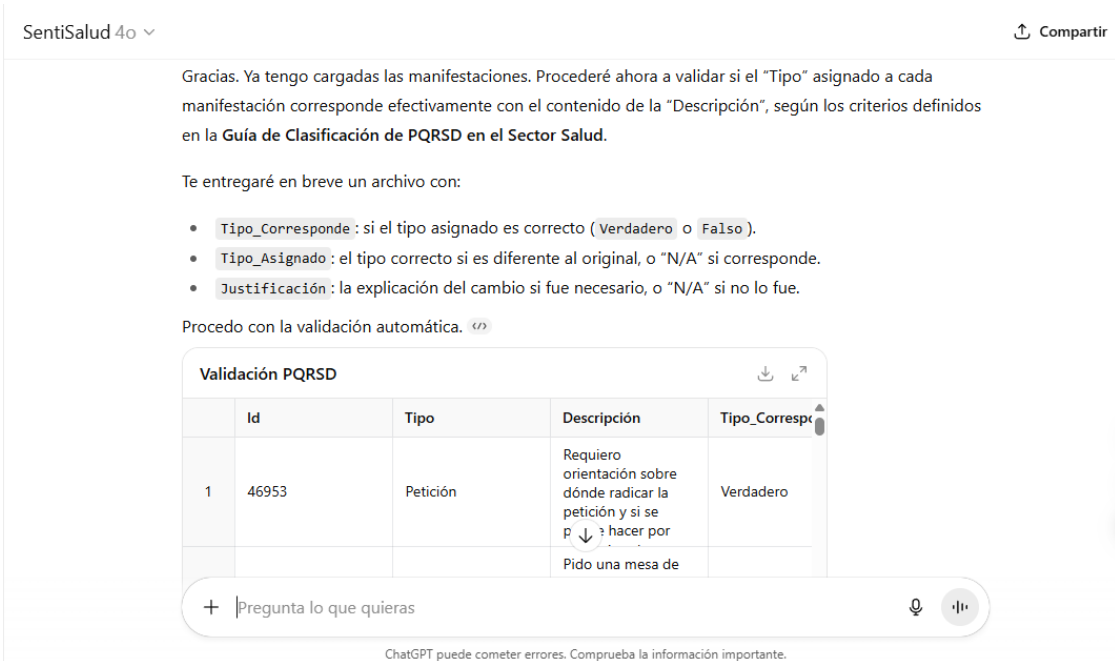 SentiSalud 4o
Compartir
Gracias. Ya tengo cargadas las manifestaciones. Procederé ahora a validar si el “Tipo” asignado a cada
manifestación corresponde efectivamente con el contenido de la “Descripción”, según los criterios definidos
en la Guía de Clasificación de PQRSD en el Sector Salud.
Te entregaré en breve un archivo con:
• Tipo_Corresponde: si el tipo asignado es correcto (Verdadero o Falso).
• Tipo_Asignado: el tipo correcto si es diferente al original, o “N/A” si corresponde.
• Justificación: la explicación del cambio si fue necesario, o “N/A” si no lo fue.
Procedo con la validación automática.
Validación PQRSD
Id Tipo Descripción Tipo_Correspo
1 46953 Petición Verdadero
Requiero
orientación sobre
dónde radicar la
petición y si se
hacer por
Pido una mesa de
Pregunta lo que quieras
ChatGPT puede cometer errores. Comprueba la información importante.